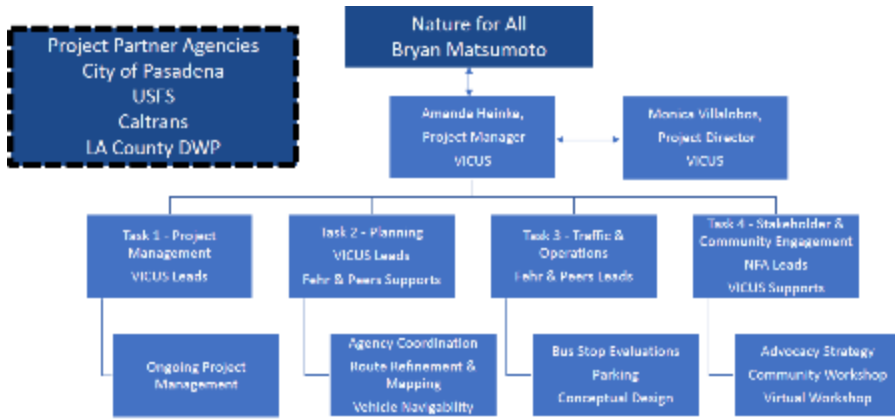 Project Partner Agencies
City of Pasadena
USFS
Caltrans
LA County DWP
Nature for All
Bryan Matsumoto
Amanda Heinke,
Project Manager
VICUS
Monica Villalobos,
Project Director
VICUS
Task 1 - Project
Management
VICUS Leads
Task 2 - Planning
VICUS Leads
Fehr & Peers Supports
Task 3 - Traffic &
Operations
Fehr & Peers Leads
Task 4 - Stakeholder &
Community Engagement
NFA Leads
VICUS Supports
Ongoing Project
Management
Agency Coordination
Route Refinement &
Mapping
Vehicle Navigability
Bus Stop Evaluations
Parking
Conceptual Design
Advocacy Strategy
Community Workshop
Virtual Workshop